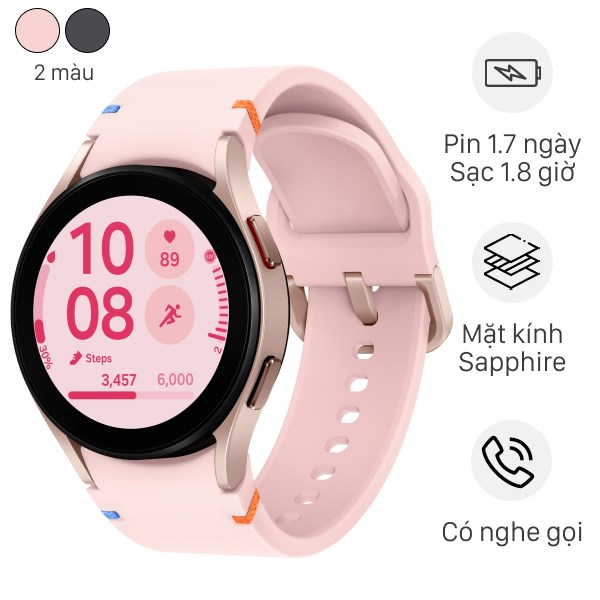 2 màu
10
89
08
30%
2
Steps
3,457 6,000
Pin 1.7 ngày
Sạc 1.8 giờ
Mặt kính
Sapphire
Có nghe gọi